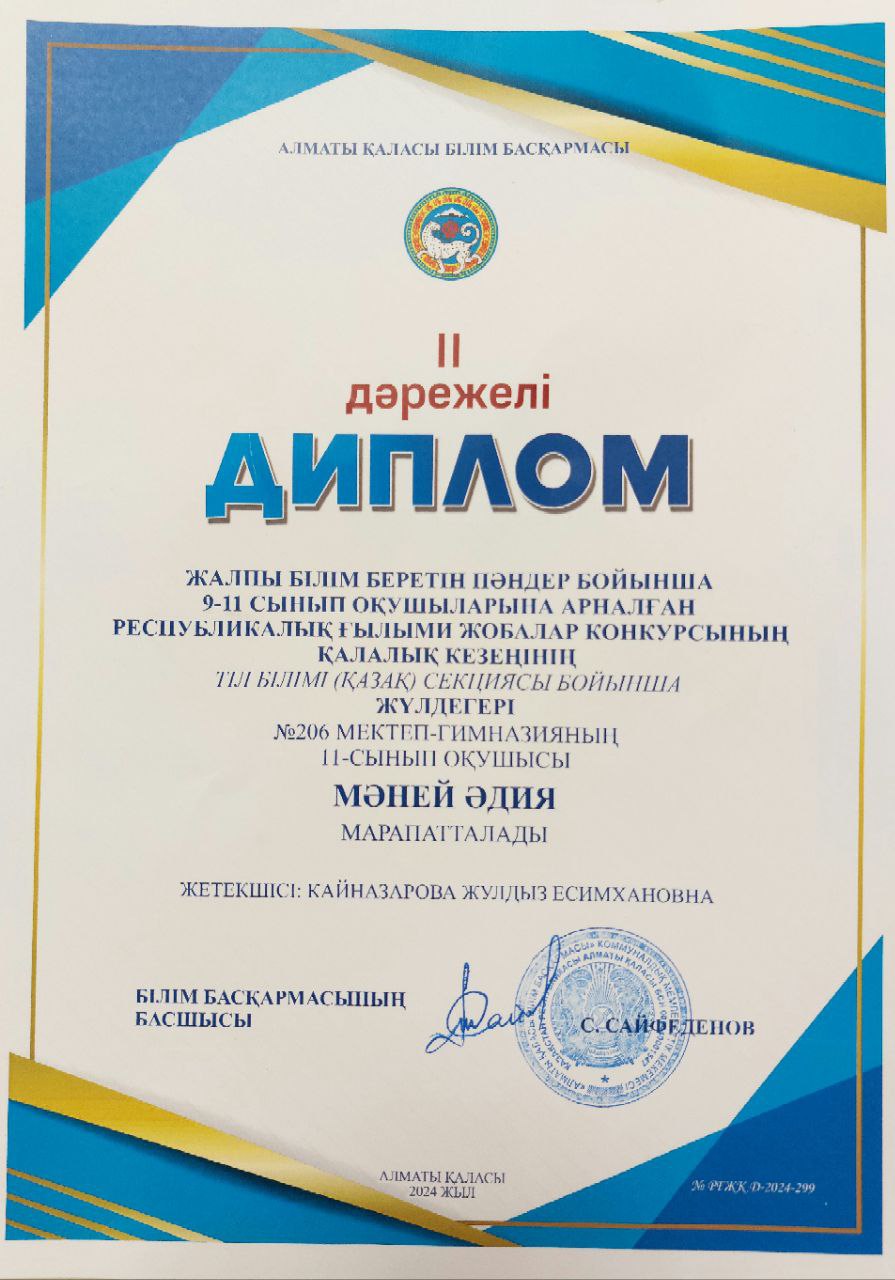 АЛМАТЫ ҚАЛАСЫ БІЛІМ БАСҚАРМАСЫ
II
дәрежелі
ДИПЛОМ
ЖАЛПЫ БІЛІМ БЕРЕТІН ПӘНДЕР БОЙЫНША
9-11 СЫНЫП ОҚУШЫЛАРЫНА АРНАЛҒАН
РЕСПУБЛИКАЛЫҚ ҒЫЛЫМИ ЖОБАЛАР КОНКУРСЫНЫҢ
ҚАЛАЛЫҚ КЕЗЕҢІНІҢ
ТІЛ БІЛІМІ (ҚАЗАҚ) СЕКЦИЯСЫ БОЙЫНША
ЖҮЛДЕГЕРІ
№206 МЕКТЕП-ГИМНАЗИЯНЫҢ
11-СЫНЫП ОҚУШЫСЫ
МӘНЕЙ ӘДИЯ
МАРАПАТТАЛАДЫ
ЖЕТЕКШІСІ: КАЙНАЗАРОВА ЖУЛДЫЗ ЕСИМХАНОВНА
БІЛІМ БАСҚАРМАСЫНЫҢ
БАСШЫСЫ
С. САЙФЕДЕНОВ
АЛМАТЫ ҚАЛАСЫ
2024 ЖЫЛ
№ РҒЖК Д-2024-299